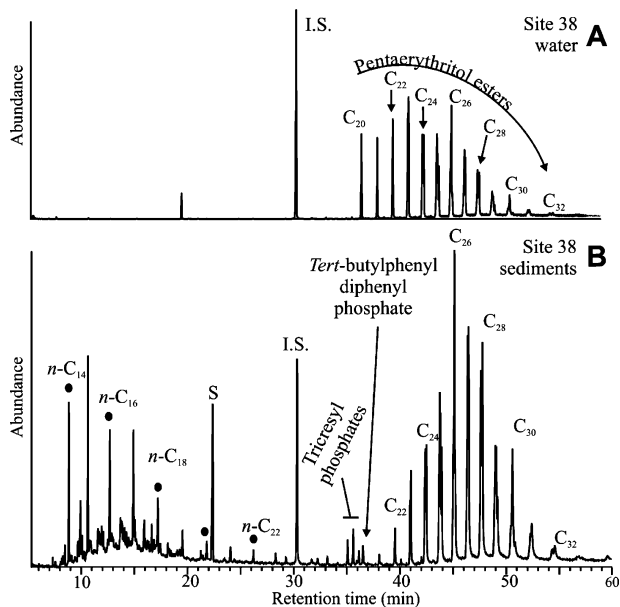 Site 38
water
A
I.S.
Pentaerythritol esters
C20
C22
C24
C26
C28
C30
C32
Abundance
Site 38
sediments
B
Tert-butylphenyl
diphenyl
phosphate
Tricresyl
phosphates
n-C14
n-C16
n-C18
S
n-C22
I.S.
C22
C24
C26
C28
C30
C32
Abundance
10 20 30 40 50 60
Retention time (min)